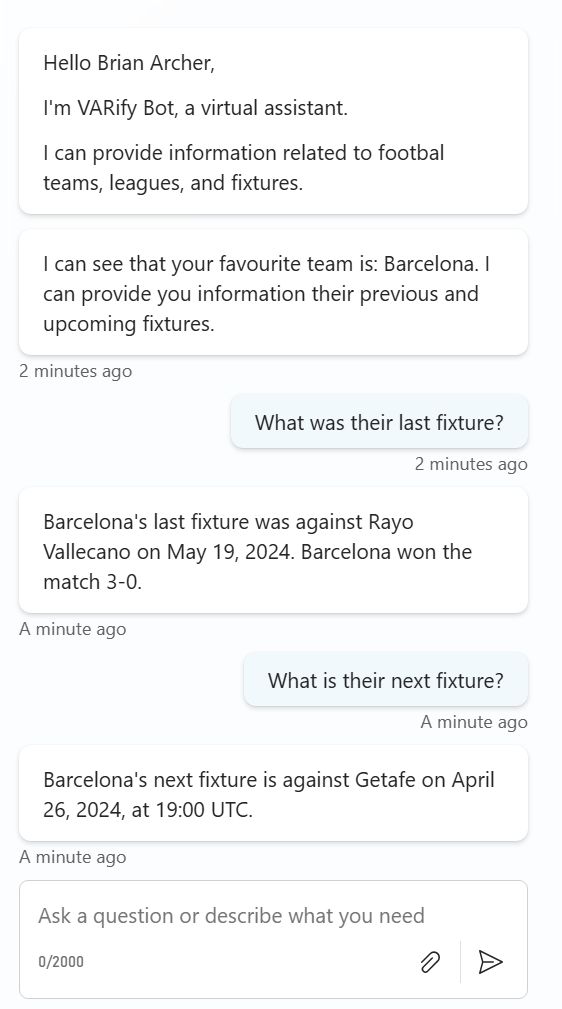 Hello Brian Archer,
I'm VARify Bot, a virtual assistant.
I can provide information related to footbal
teams, leagues, and fixtures.
I can see that your favourite team is: Barcelona. I
can provide you information their previous and
upcoming fixtures.
2 minutes ago
What was their last fixture?
2 minutes ago
Barcelona's last fixture was against Rayo
Vallecano on May 19, 2024. Barcelona won the
match 3-0.
A minute ago
What is their next fixture?
A minute ago
Barcelona's next fixture is against Getafe on April
26, 2024, at 19:00 UTC.
A minute ago
Ask a question or describe what you need
0/2000